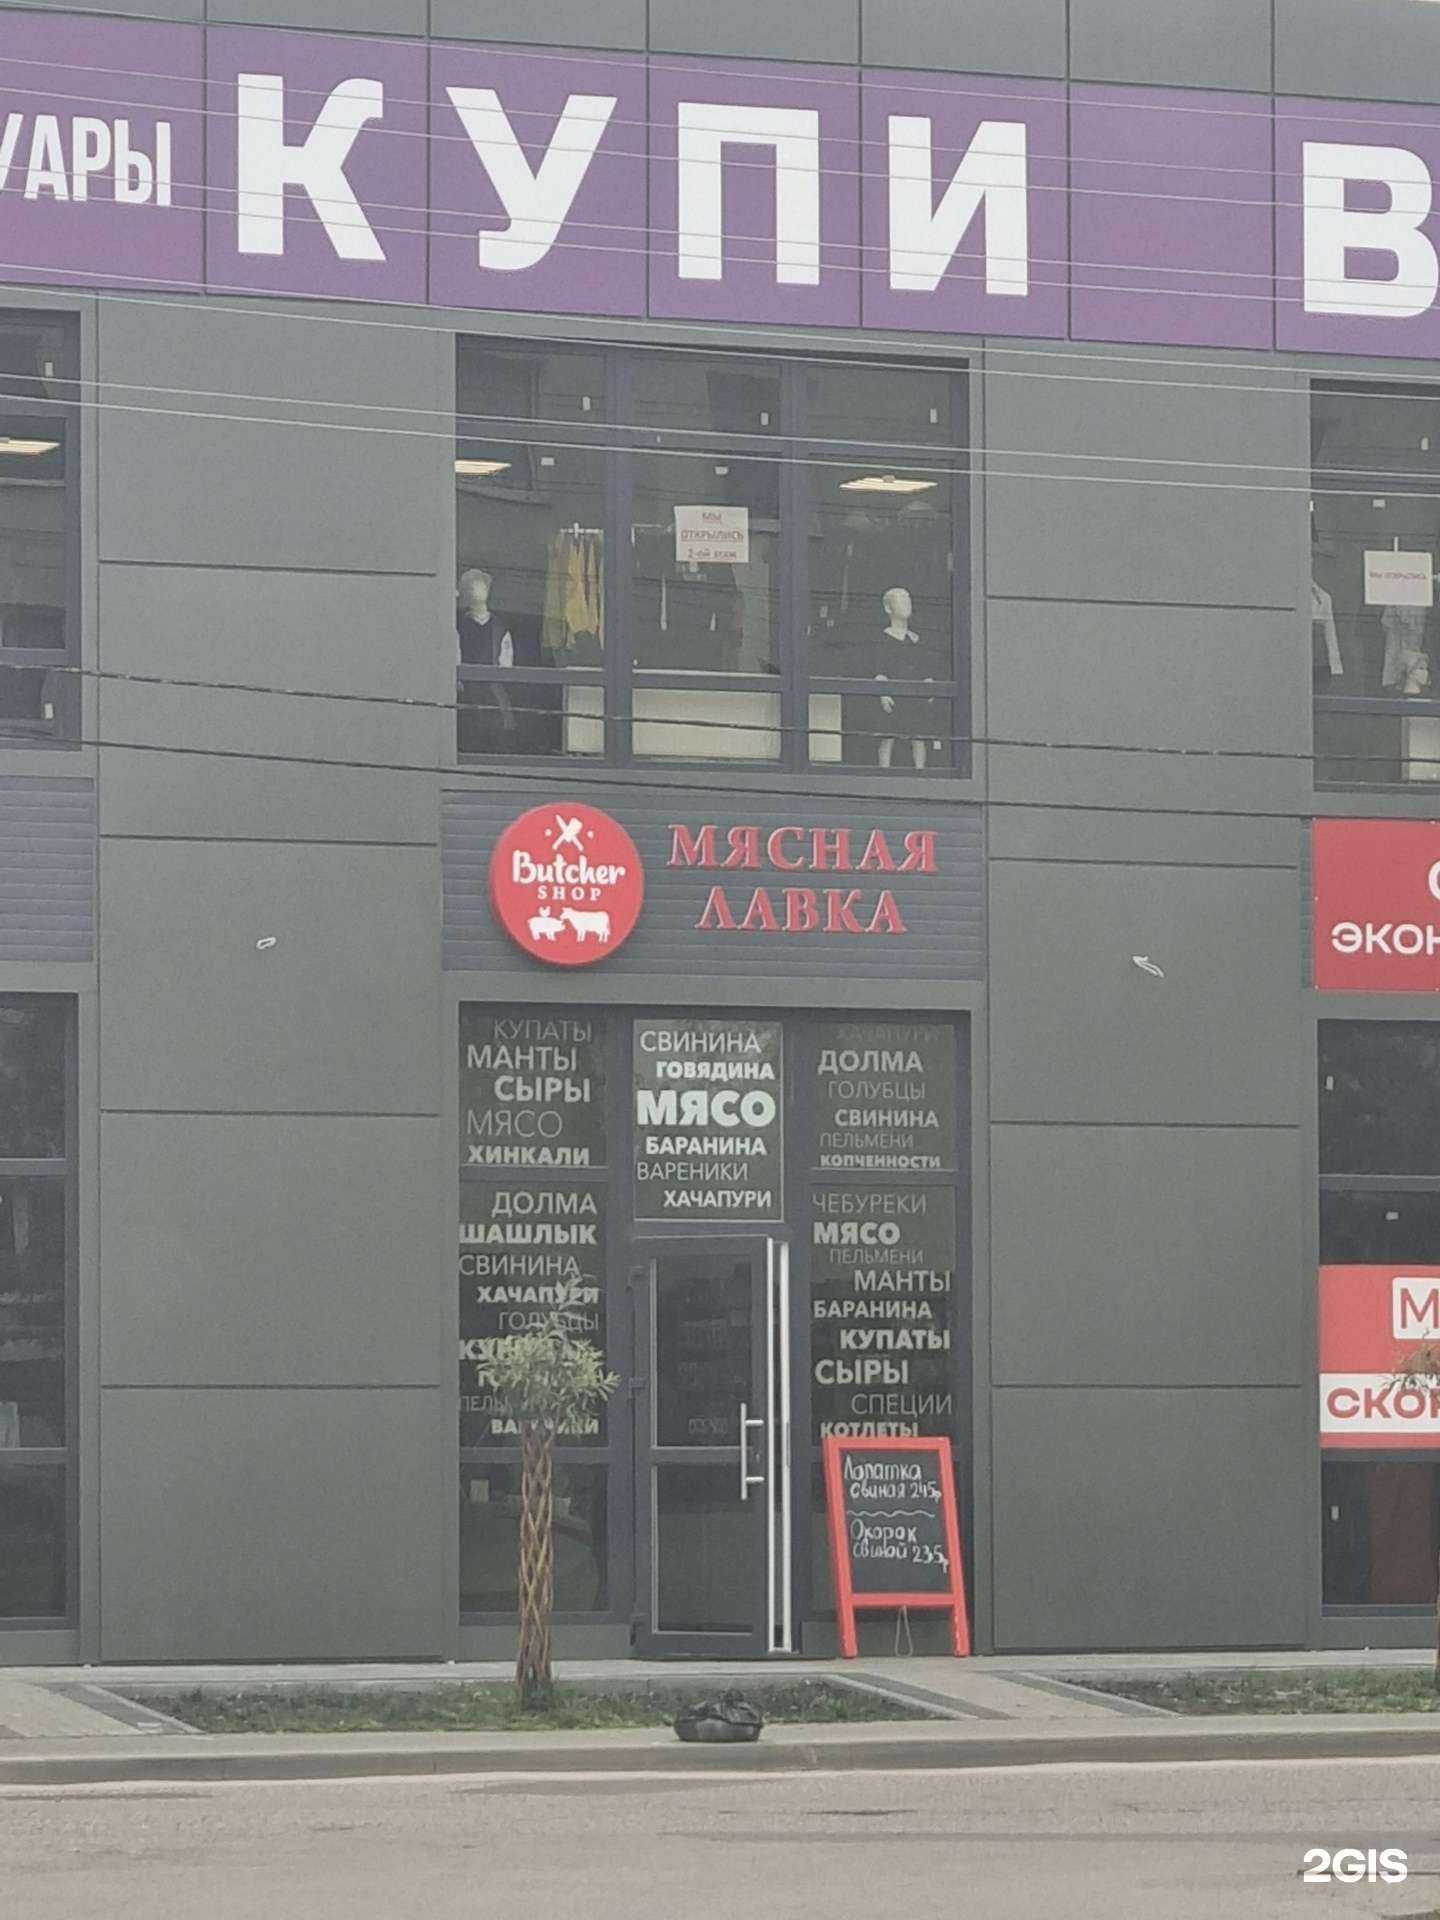 УАРЫ КУПИ В
МЫ
ОТКРЫЛИСЬ
2-ой этаж
МЫ ОТКРЫЛИСЬ
Butcher
SHOP
МЯСНАЯ
ЛАВКА
ЭКОН
КУПАТЫ
МАНТЫ
СЫРЫ
МЯСО
ХИНКАЛИ
СВИНИНА
ГОВЯДИНА
МЯСО
БАРАНИНА
ВАРЕНИКИ
ХАЧАПУРИ
ХАЧАПУРИ
ДОЛМА
ГОЛУБЦЫ
СВИНИНА
ПЕЛЬМЕНИ
КОПЧЕННОСТИ
ДОЛМА
ШАШЛЫК
СВИНИНА
ХАЧАПУРИ
ГОЛУБЦЫ
ЧЕБУРЕКИ
МЯСО
ПЕЛЬМЕНИ
МАНТЫ
БАРАНИНА
КУПАТЫ
СЫРЫ
СПЕЦИИ
КОТЛЕТЫ
М
СКОР
Лопатка
свиная 245р
Окорок
свиной 235р
2GIS